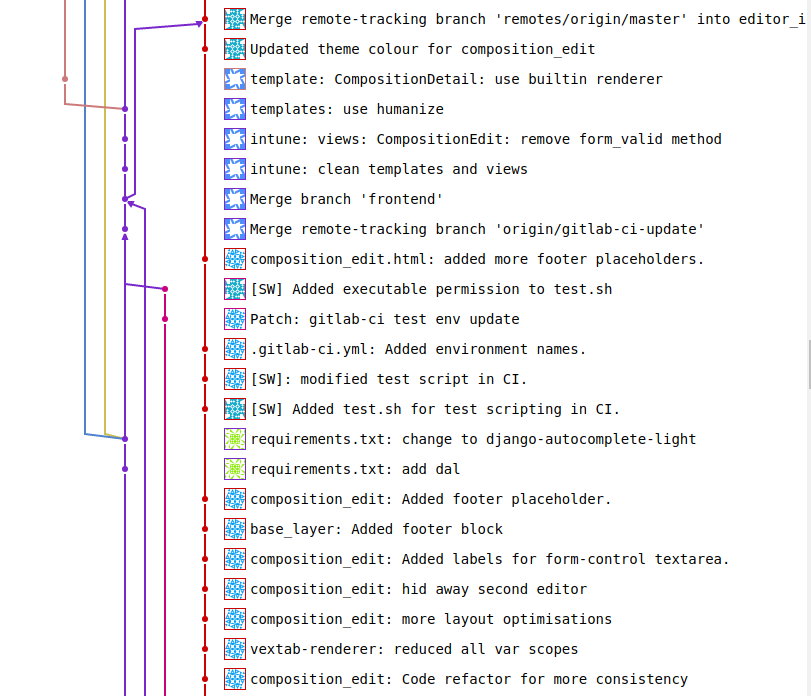 Merge remote-tracking branch 'remotes/origin/master' into editor_i
Updated theme colour for composition_edit
template: CompositionDetail: use builtin renderer
templates: use humanize
intune: views: CompositionEdit: remove form_valid method
intune: clean templates and views
Merge branch 'frontend'
Merge remote-tracking branch 'origin/gitlab-ci-update'
composition_edit.html: added more footer placeholders.
[SW] Added executable permission to test.sh
Patch: gitlab-ci test env update
.gitlab-ci.yml: Added environment names.
[SW]: modified test script in CI.
[SW] Added test.sh for test scripting in CI.
requirements.txt: change to django-autocomplete-light
requirements.txt: add dal
composition_edit: Added footer placeholder.
base_layer: Added footer block
composition_edit: Added labels for form-control textarea.
composition_edit: hid away second editor
composition_edit: more layout optimisations
vextab-renderer: reduced all var scopes
composition_edit: Code refactor for more consistency